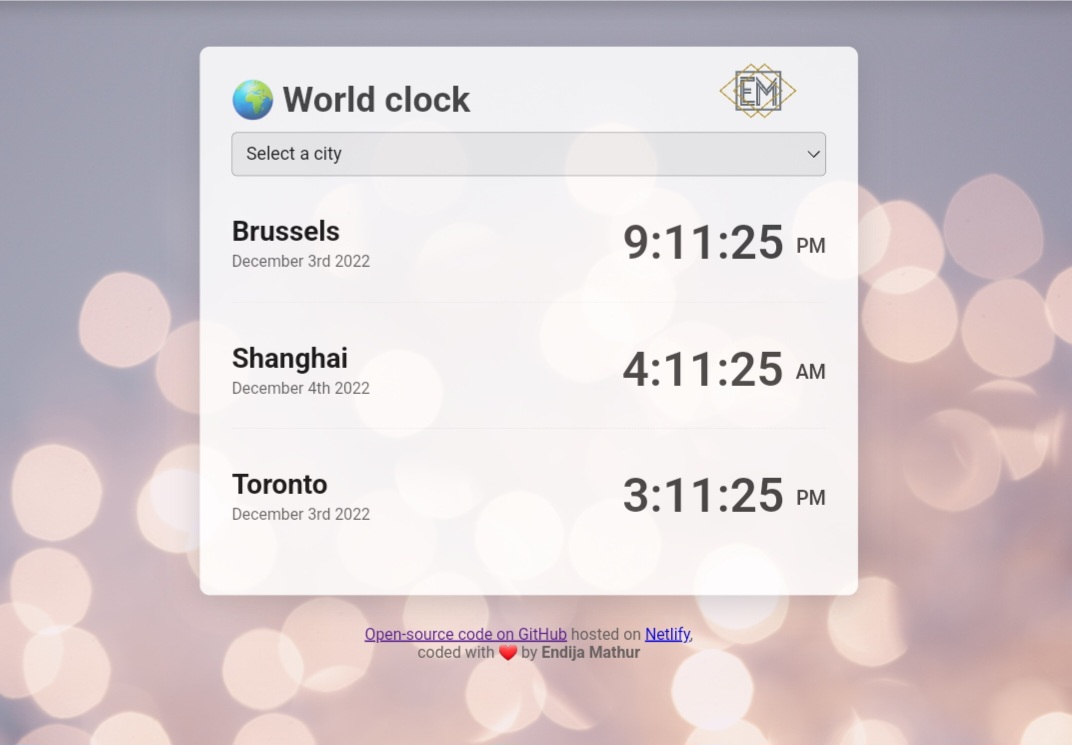 World clock
EM
Select a city
Brussels
December 3rd 2022
9:11:25 PM
Shanghai
December 4th 2022
4:11:25 AM
Toronto
December 3rd 2022
3:11:25 PM
Open-source code on GitHub hosted on Netlify,
coded with ❤️ by Endija Mathur